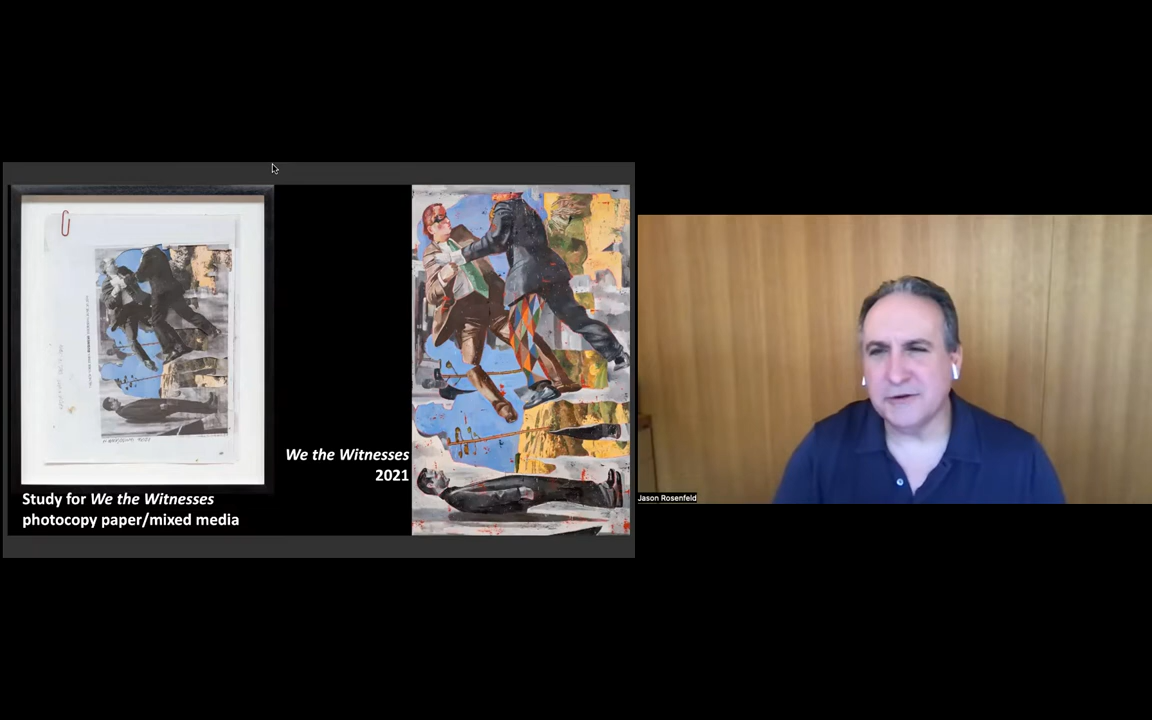 We the Witnesses
2021
Study for We the Witnesses
photocopy paper/mixed media
Jason Rosenfeld